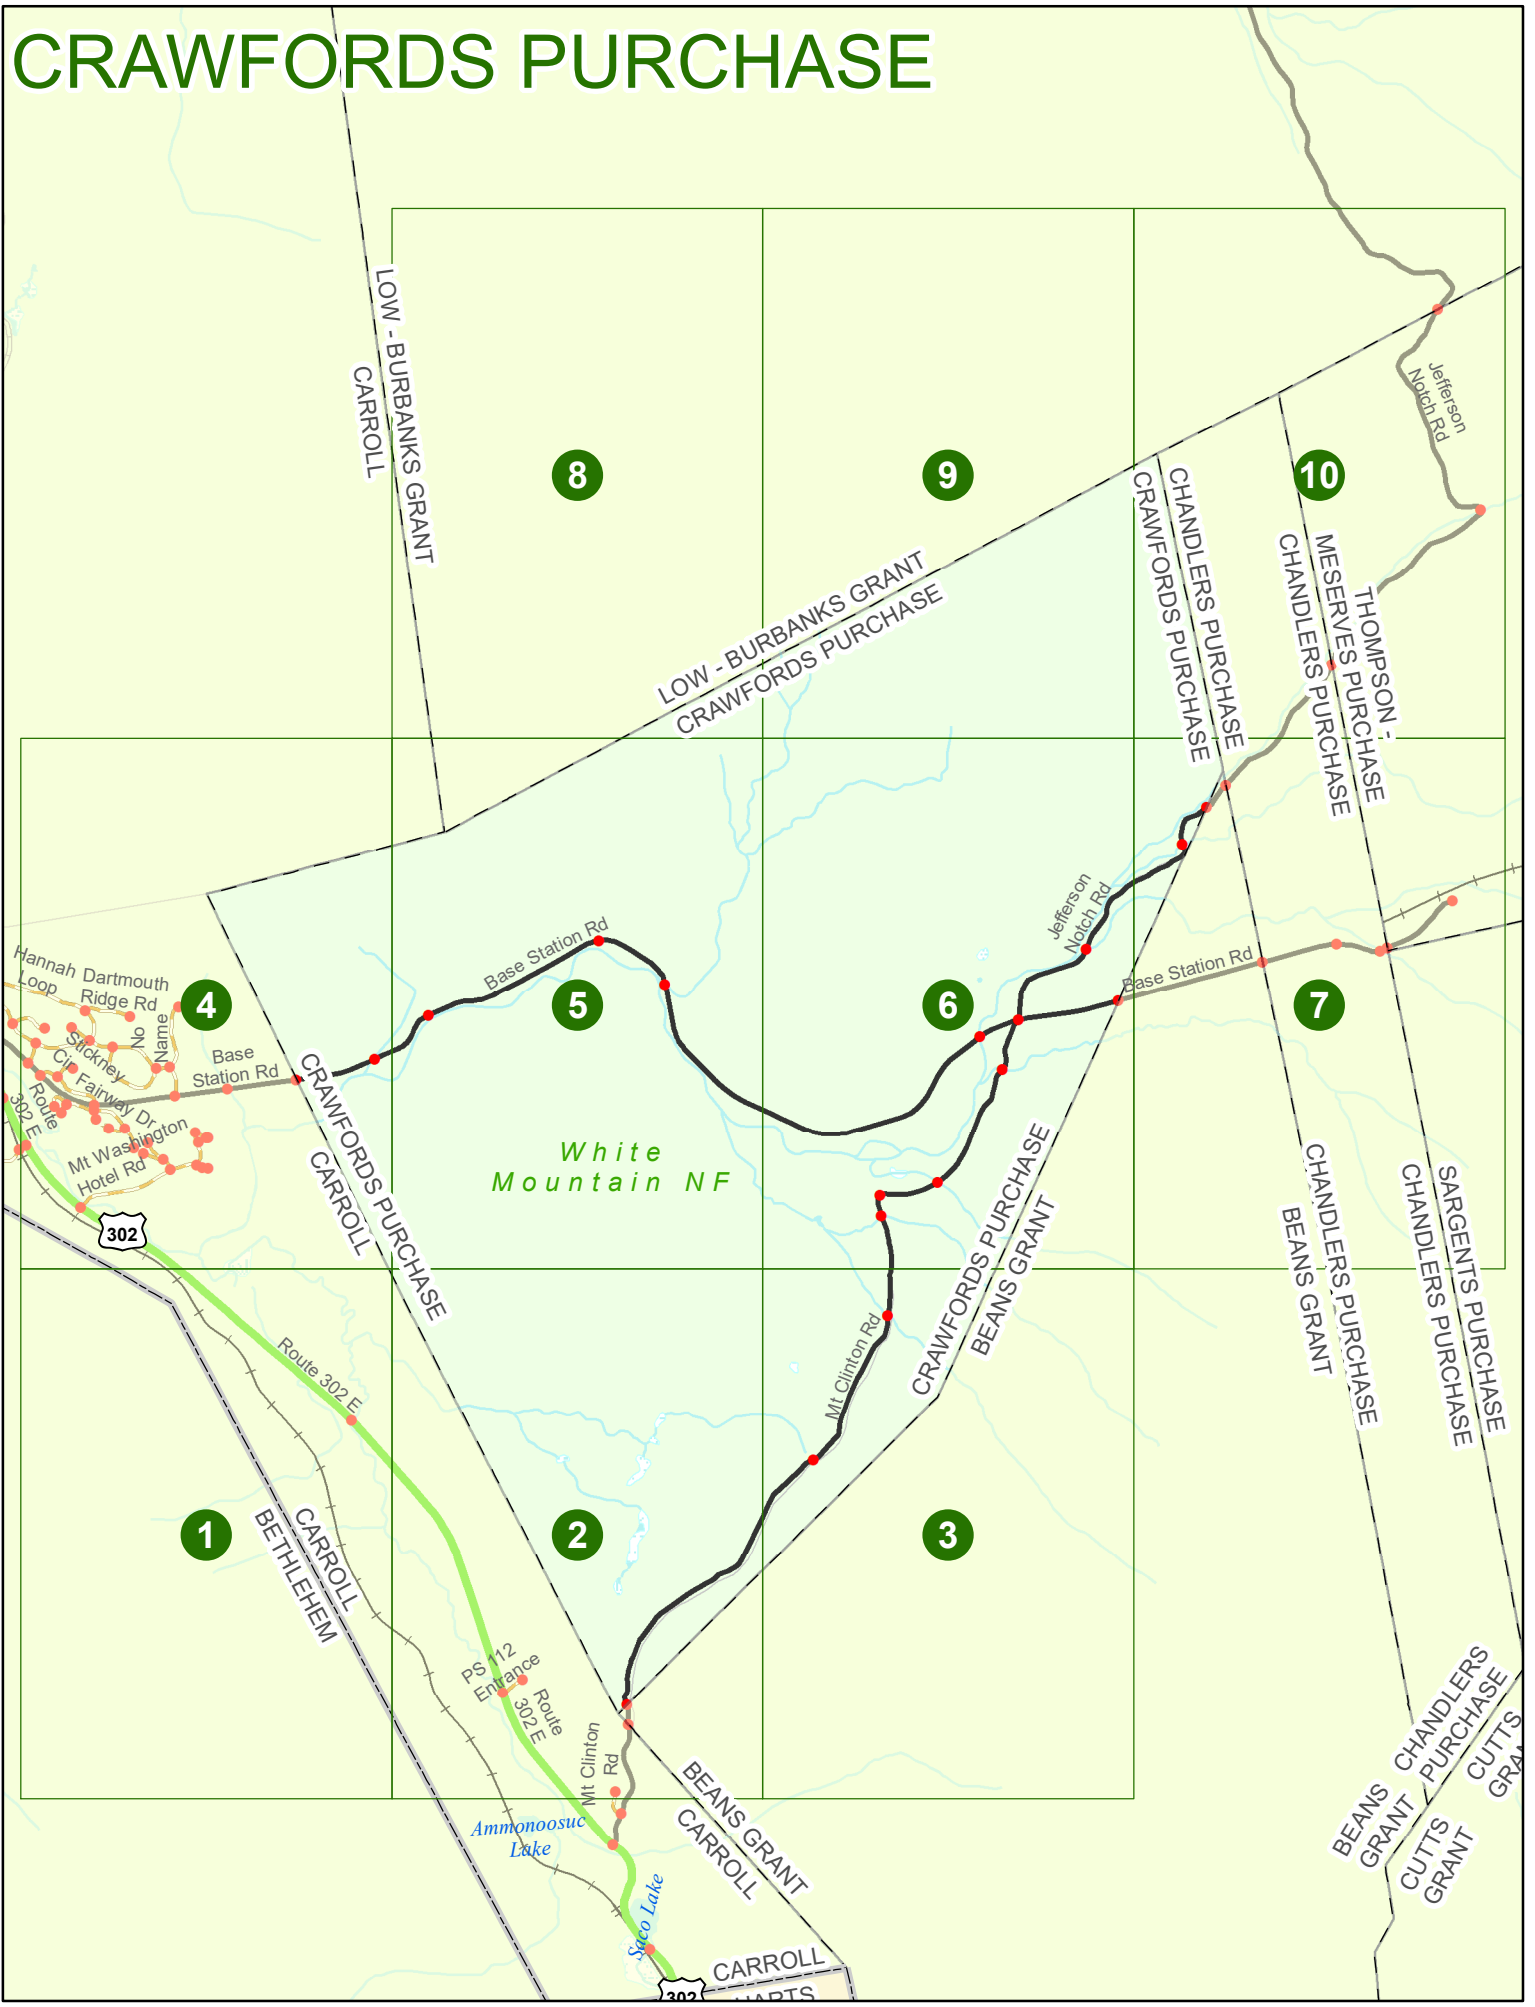 CRAWFORDS PURCHASE
LOW - BURBANKS GRANT
CARROLL
Jefferson
Notch Rd
8
9
10
CHANDLERS PURCHASE
CRAWFORDS PURCHASE
THOMPSON -
MESERVES PURCHASE
CHANDLERS PURCHASE
LOW - BURBANKS GRANT
CRAWFORDS PURCHASE
Jefferson
Notch Rd
Base Station Rd
Base Station Rd
Hannah
Loop
Dartmouth
Ridge Rd
No
Name
Stickney
Cir
Fairway Dr
Base
Station Rd
Route
302 E
Mt Washington
Hotel Rd
4
5
6
7
302
White
Mountain NF
CRAWFORDS PURCHASE
CARROLL
CRAWFORDS PURCHASE
BEANS GRANT
CHANDLERS PURCHASE
BEANS GRANT
SARGENTS PURCHASE
CHANDLERS PURCHASE
Route 302 E
Mt Clinton Rd
1
2
3
CARROLL
BETHLEHEM
PS 112
Entrance
Route
302 E
Mt Clinton
Rd
BEANS GRANT
CARROLL
Ammonoosuc
Lake
Saco Lake
CHANDLERS
PURCHASE
BEANS
GRANT
CUTTS
GRA
CUTTS
GRANT
CARROLL
HARTS
302